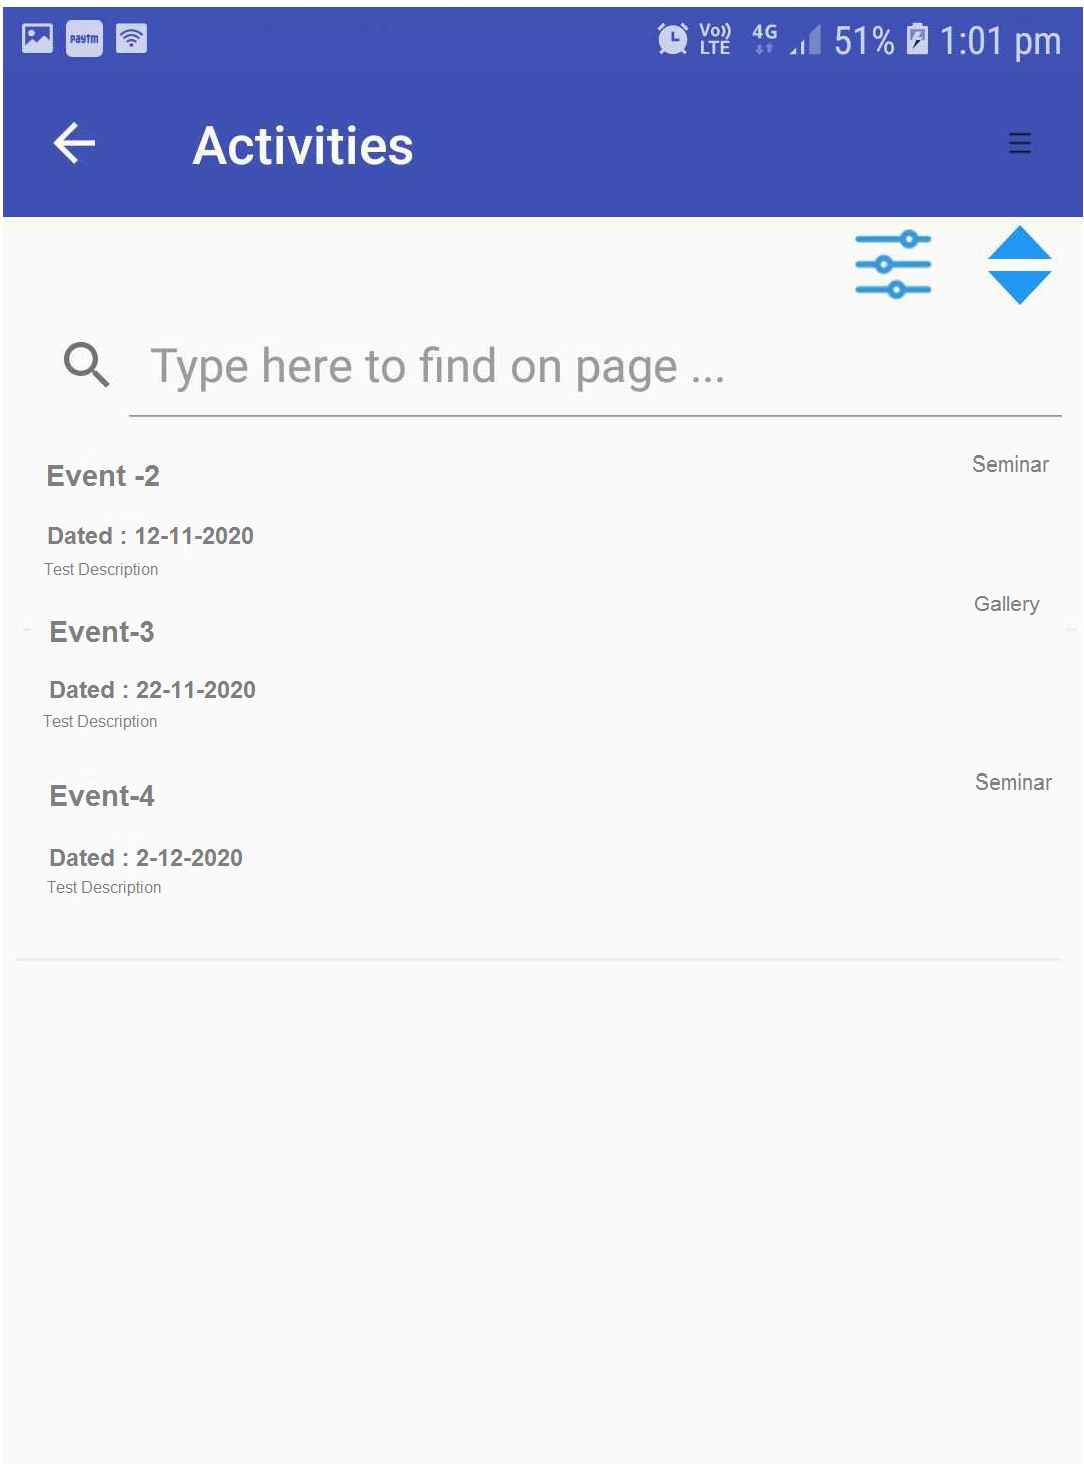 Paytm Vo)) LTE 4G 51% 1:01 pm
Activities
Type here to find on page ...
Event -2 Seminar
Dated : 12-11-2020
Test Description
Gallery
Event-3
Dated : 22-11-2020
Test Description
Event-4 Seminar
Dated : 2-12-2020
Test Description